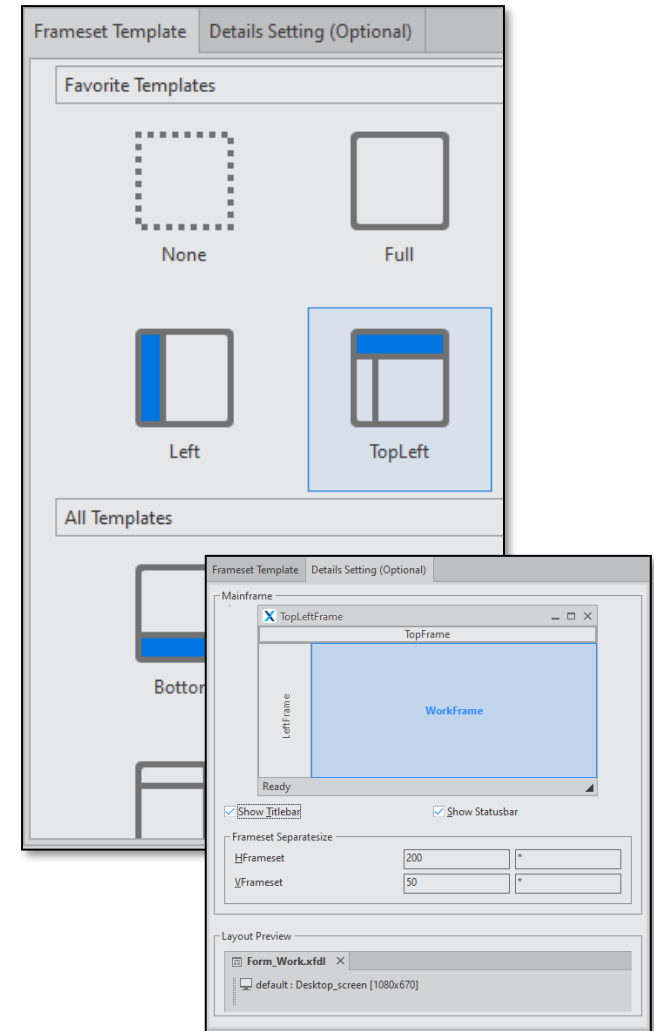 Frameset Template Details Setting (Optional)
Favorite Templates
None Full
Left TopLeft
All Templates
Frameset Template Details Setting (Optional)
Mainframe
TopLeftFrame
TopFrame
LeftFrame
WorkFrame
Ready
Show Titlebar Show Statusbar
Frameset Separatesize
HFrameset 200 *
VFrameset 50 *
Layout Preview
Form_Work.xfdl
default : Desktop_screen [1080x670]